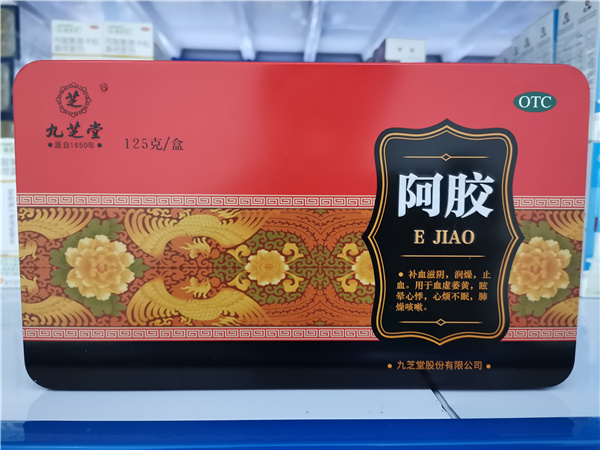 芝
九芝堂
●源自1650年●
125克/盒
OTC
阿胶
E JIAO
●补血滋阴，润燥，止
血。用于血虚萎黄，眩
晕心悸，心烦不眠，肺
燥咳嗽。
●九芝堂股份有限公司●